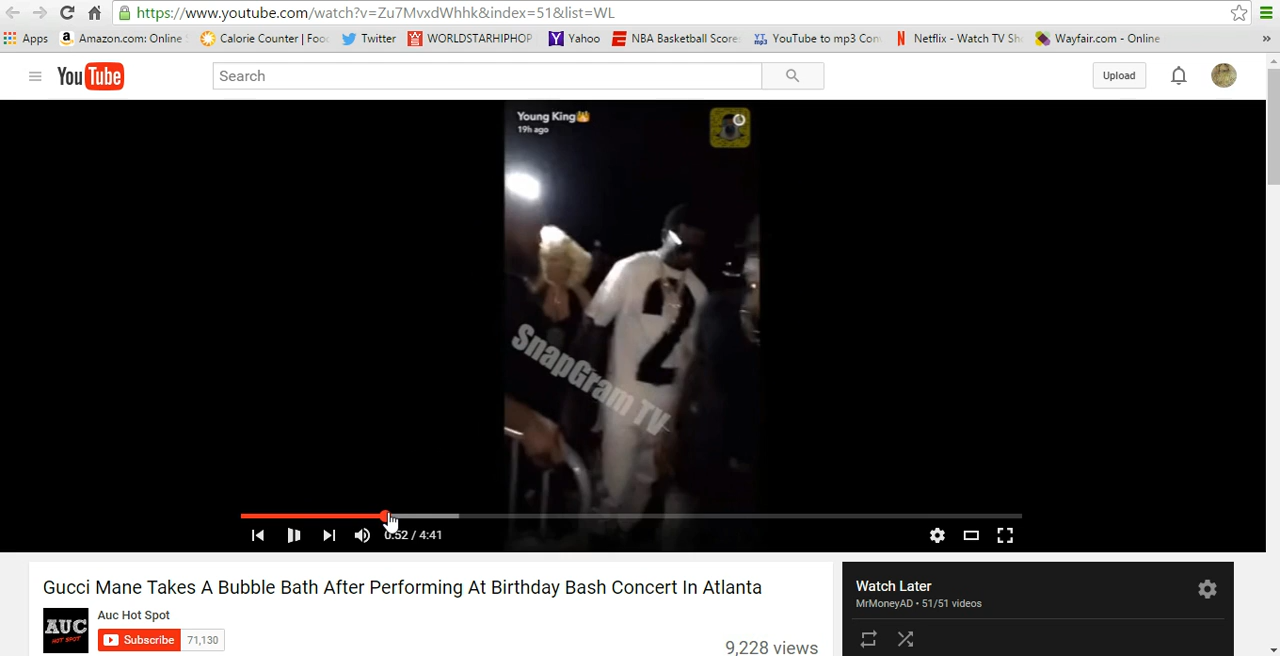 https://www.youtube.com/watch?v=Zu7MvxdWhhk&index=51&list=WL
Apps Amazon.com: Online Calorie Counter | Foo Twitter WORLDSTARHIPHOP Yahoo NBA Basketball Score YouTube to mp3 Con Netflix - Watch TV Sh Wayfair.com - Online »
YouTube Search Upload
Young King
19h ago
2
SnapGram TV
0:52 / 4:41
Gucci Mane Takes A Bubble Bath After Performing At Birthday Bash Concert In Atlanta
AUC HOT SPOT
Auc Hot Spot
Subscribe 71,130
9,228 views
Watch Later
MrMoneyAD • 51/51 videos